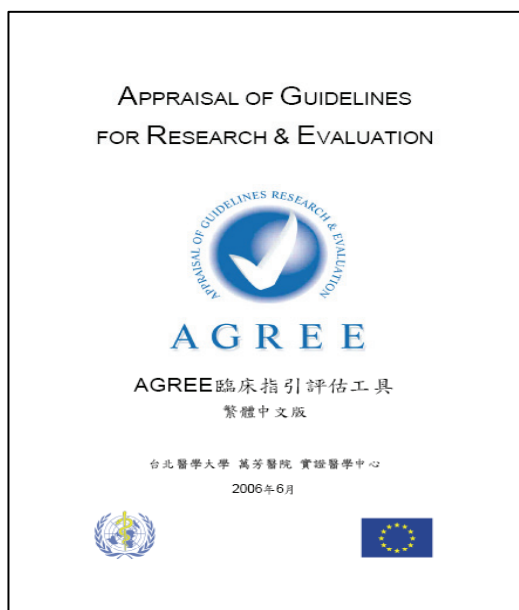 APPRAISAL OF GUIDELINES
FOR RESEARCH & EVALUATION
APPRAISAL OF GUIDELINES RESEARCH & EVALUATION
AGREE
AGREE臨床指引評估工具
繁體中文版
台北醫學大學 萬芳醫院 實證醫學中心
2006年6月